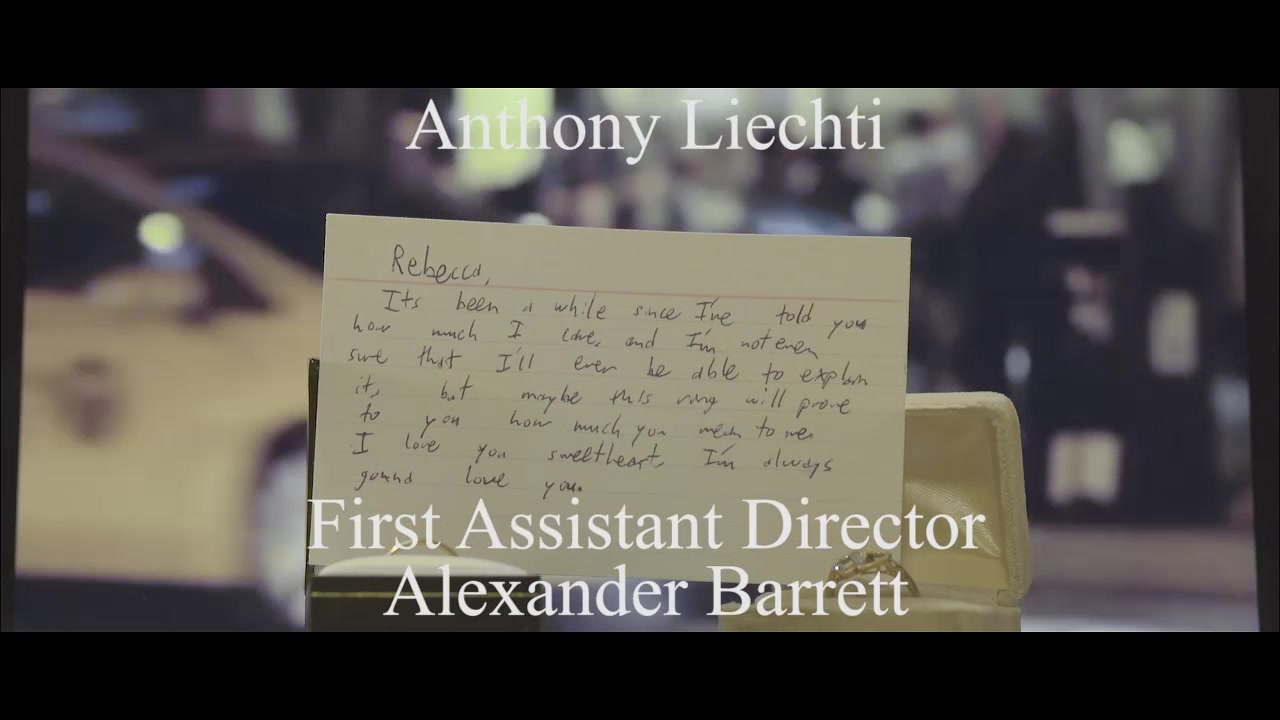 Anthony Liechti
Rebecca,
Its been a while since I've told you
how much I care, and I'm not even
sure that I'll ever be able to explain
it, but maybe this ring will prove
to you how much you mean to me.
I love you sweetheart, I'm always
gunna love you.
First Assistant Director
Alexander Barrett